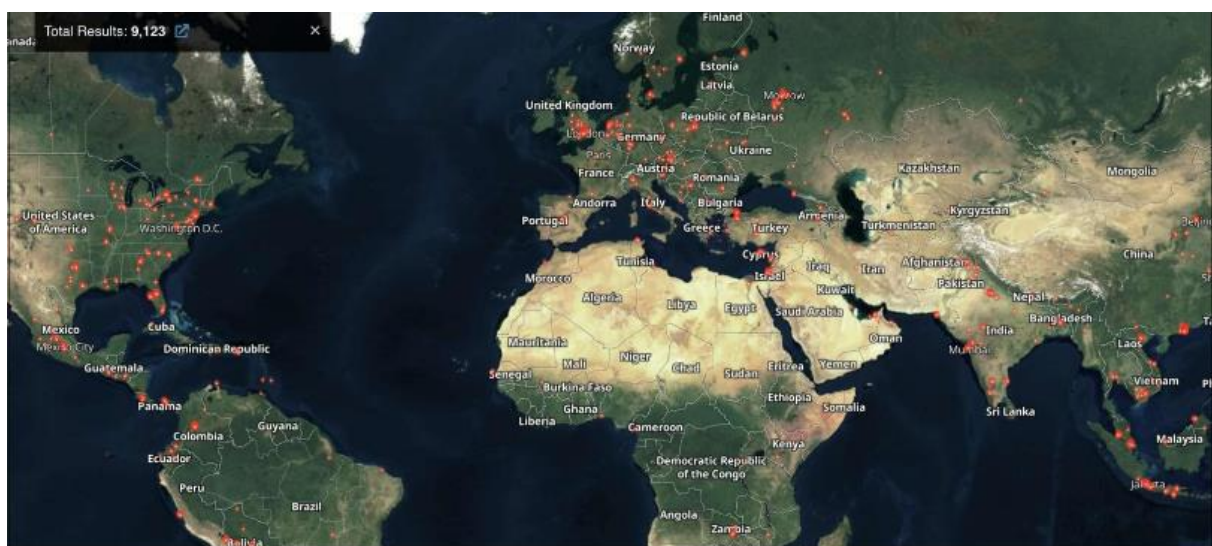 Total Results: 9,123
Finland
Norway
Estonia
Latvia
Moscow
United Kingdom
Republic of Belarus
London
Germany
Ukraine
Paris
Austria
France
Romania
Kazakhstan
Mongolia
Andorra
Italy
Bulgaria
Kyrgyzstan
United States
of America
Washington D.C.
Portugal
Greece
Turkey
Armenia
Turkmenistan
Cyprus
China
Tunisia
Israel
Iraq
Iran
Afghanistan
Morocco
Pakistan
Kuwait
Algeria
Libya
Egypt
Saudi Arabia
Nepal
Bangladesh
Mexico
Cuba
India
Oman
Mexico City
Dominican Republic
Mauritania
Laos
Mumbai
Guatemala
Mali
Niger
Chad
Sudan
Eritrea
Yemen
Senegal
Burkina Faso
Vietnam
Panama
Ethiopia
Somalia
Ghana
Sri Lanka
Liberia
Cameroon
Guyana
Colombia
Kenya
Malaysia
Ecuador
Democratic Republic
of the Congo
Peru
Jakarta
Brazil
Angola
Zambia
Bolivia